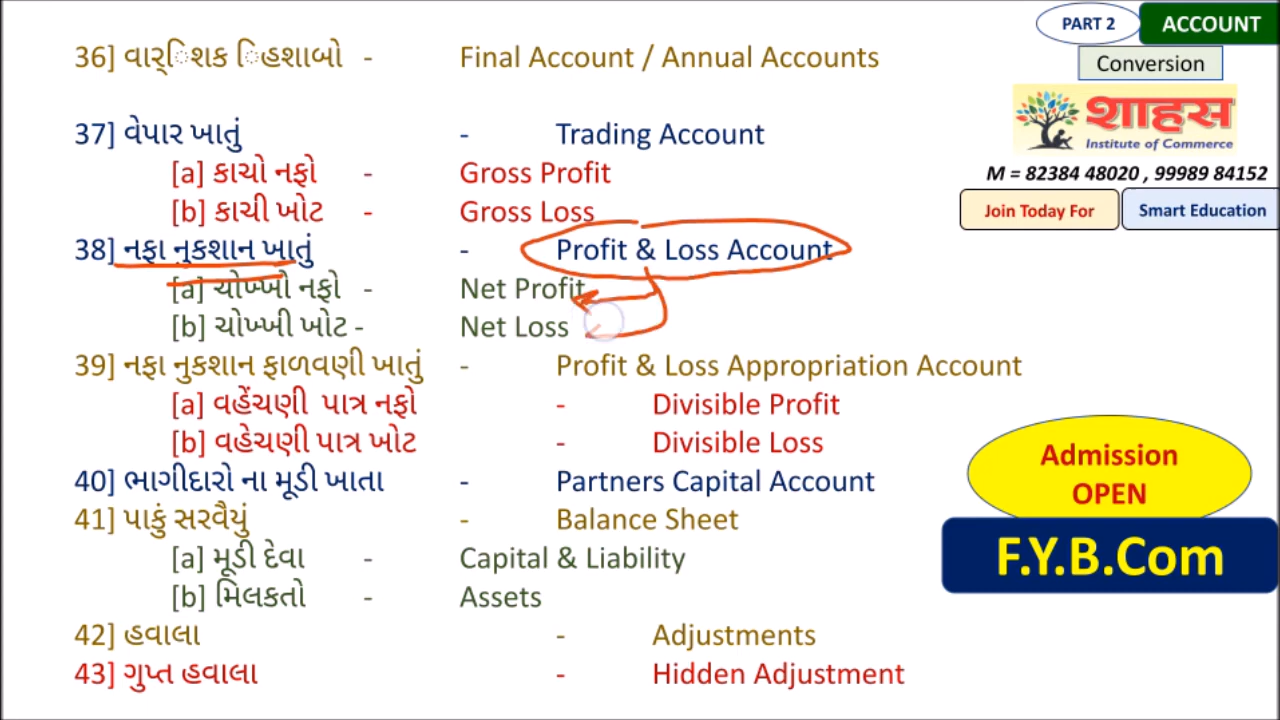 36] વાર્િશક િહશાબો - Final Account / Annual Accounts
37] વેપાર ખાતું - Trading Account
[a] કાચો નફો - Gross Profit
[b] કાચી ખોટ - Gross Loss
38] નફા નુકશાન ખાતું - Profit & Loss Account
[a] ચોખ્ખો નફો - Net Profit
[b] ચોખ્ખી ખોટ - Net Loss
39] નફા નુકશાન ફાળવણી ખાતું - Profit & Loss Appropriation Account
[a] વહેંચણી પાત્ર નફો - Divisible Profit
[b] વહેચણી પાત્ર ખોટ - Divisible Loss
40] ભાગીદારો ના મૂડી ખાતા - Partners Capital Account
41] પાકું સરવૈયું - Balance Sheet
[a] મૂડી દેવા - Capital & Liability
[b] મિલકતો - Assets
42] હવાલા - Adjustments
43] ગુપ્ત હવાલા - Hidden Adjustment
PART 2 ACCOUNT
Conversion
શાહસ
Institute of Commerce
M = 82384 48020 , 99989 84152
Join Today For Smart Education
Admission
OPEN
F.Y.B.Com